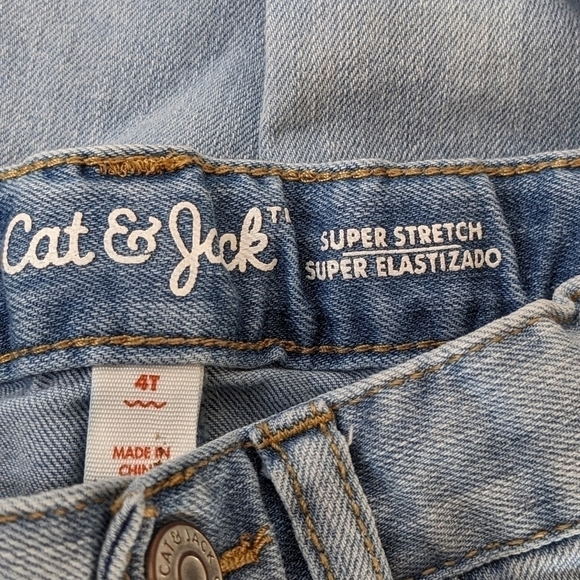 Cat & Jack™
SUPER STRETCH
SUPER ELASTIZADO
4T
MADE IN
CHINA
CAT & JACK